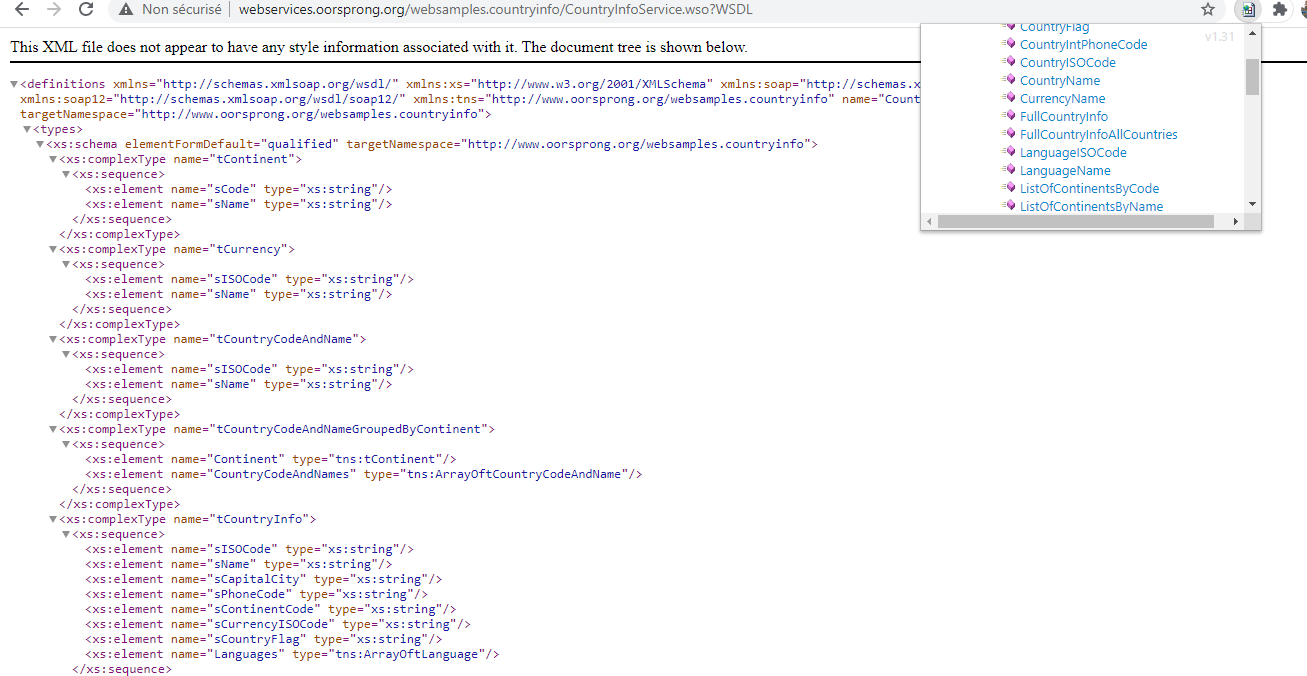 Non sécurisé | webservices.oorsprong.org/websamples.countryinfo/CountryInfoService.wso?WSDL
This XML file does not appear to have any style information associated with it. The document tree is shown below.
<definitions xmlns="http://schemas.xmlsoap.org/wsdl/" xmlns:xs="http://www.w3.org/2001/XMLSchema" xmlns:soap="http://schemas.x
xmlns:soap12="http://schemas.xmlsoap.org/wsdl/soap12/" xmlns:tns="http://www.oorsprong.org/websamples.countryinfo" name="Count
targetNamespace="http://www.oorsprong.org/websamples.countryinfo">
<types>
<xs:schema elementFormDefault="qualified" targetNamespace="http://www.oorsprong.org/websamples.countryinfo">
<xs:complexType name="tContinent">
<xs:sequence>
<xs:element name="sCode" type="xs:string"/>
<xs:element name="sName" type="xs:string"/>
</xs:sequence>
</xs:complexType>
<xs:complexType name="tCurrency">
<xs:sequence>
<xs:element name="sISOCode" type="xs:string"/>
<xs:element name="sName" type="xs:string"/>
</xs:sequence>
</xs:complexType>
<xs:complexType name="tCountryCodeAndName">
<xs:sequence>
<xs:element name="sISOCode" type="xs:string"/>
<xs:element name="sName" type="xs:string"/>
</xs:sequence>
</xs:complexType>
<xs:complexType name="tCountryCodeAndNameGroupedByContinent">
<xs:sequence>
<xs:element name="Continent" type="tns:tContinent"/>
<xs:element name="CountryCodeAndNames" type="tns:ArrayOftCountryCodeAndName"/>
</xs:sequence>
</xs:complexType>
<xs:complexType name="tCountryInfo">
<xs:sequence>
<xs:element name="sISOCode" type="xs:string"/>
<xs:element name="sName" type="xs:string"/>
<xs:element name="sCapitalCity" type="xs:string"/>
<xs:element name="sPhoneCode" type="xs:string"/>
<xs:element name="sContinentCode" type="xs:string"/>
<xs:element name="sCurrencyISOCode" type="xs:string"/>
<xs:element name="sCountryFlag" type="xs:string"/>
<xs:element name="Languages" type="tns:ArrayOftLanguage"/>
</xs:sequence>
CountryFlag
v1.31
CountryIntPhoneCode
CountryISOCode
CountryName
CurrencyName
FullCountryInfo
FullCountryInfoAllCountries
LanguageISOCode
LanguageName
ListOfContinentsByCode
ListOfContinentsByName